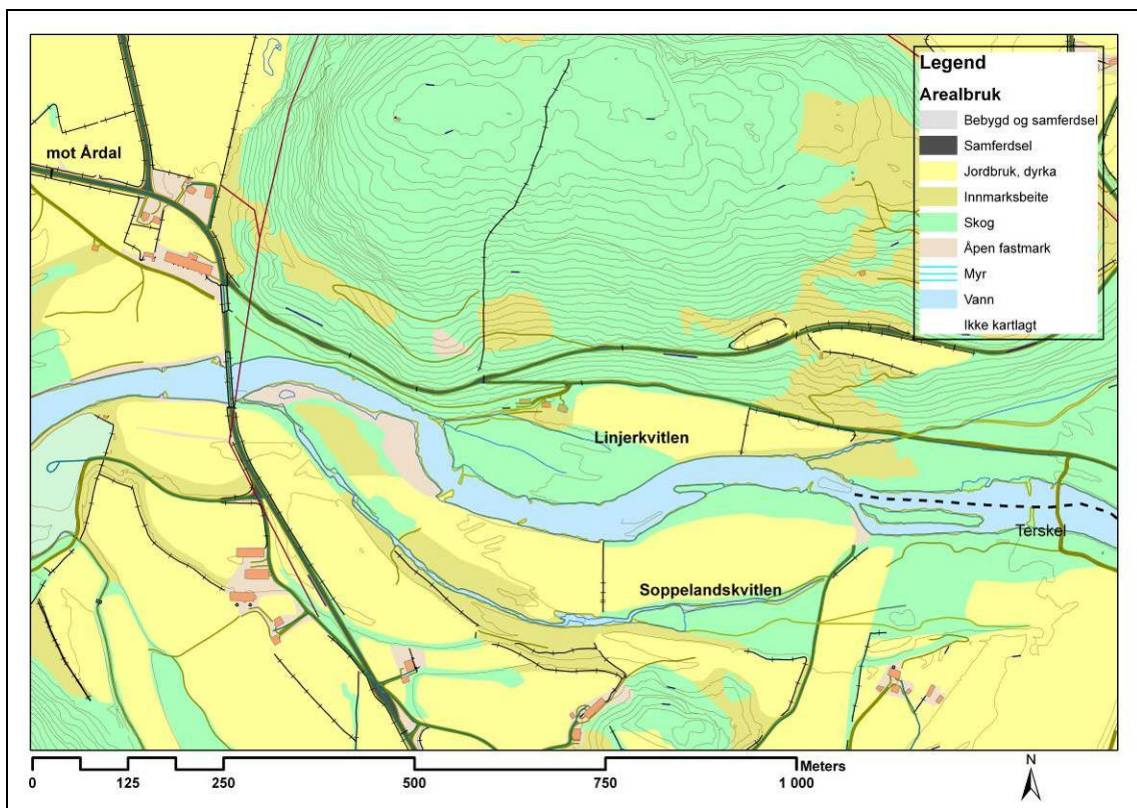 Legend
Arealbruk
Bebygd og samferdsel
Samferdsel
Jordbruk, dyrka
Innmarksbeite
Skog
Åpen fastmark
Myr
Vann
Ikke kartlagt
mot Årdal
Linjerkvitlen
Terskel
Soppelandskvitlen
Meters
0 125 250 500 750 1 000
N